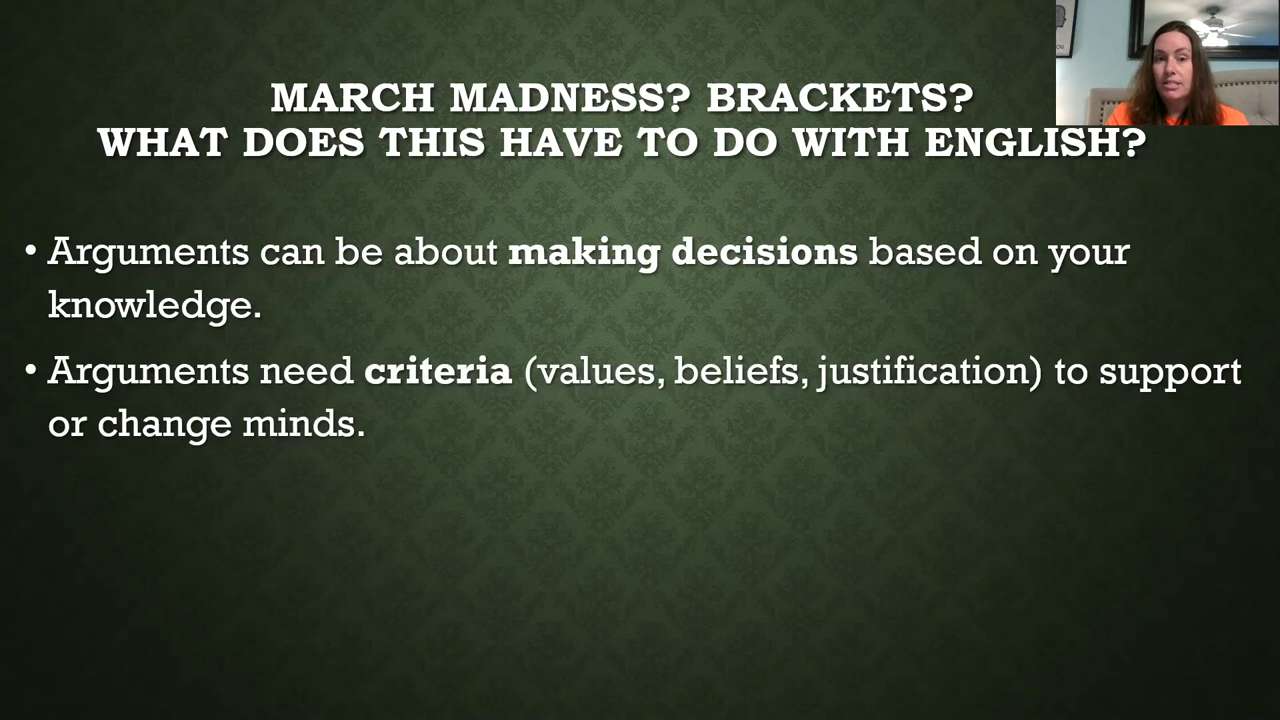 MARCH MADNESS? BRACKETS?
WHAT DOES THIS HAVE TO DO WITH ENGLISH?
• Arguments can be about making decisions based on your
knowledge.
• Arguments need criteria (values, beliefs, justification) to support
or change minds.